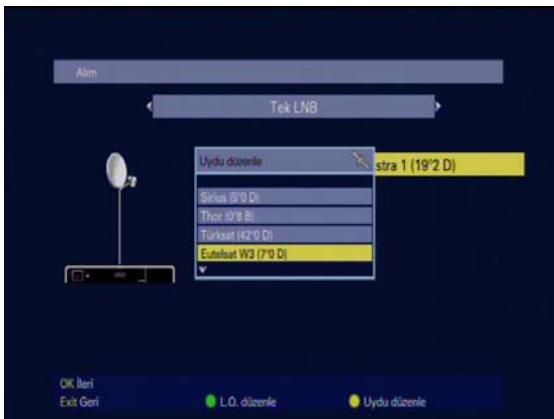 Alım
Tek LNB
Uydu düzenle
stra 1 (19°2 D)
Sirius (5°0 D)
Thor (0°8 B)
Türksat (42°0 D)
Eutelsat W3 (7°0 D)
OK İleri
Exit Geri
L.O. düzenle
Uydu düzenle